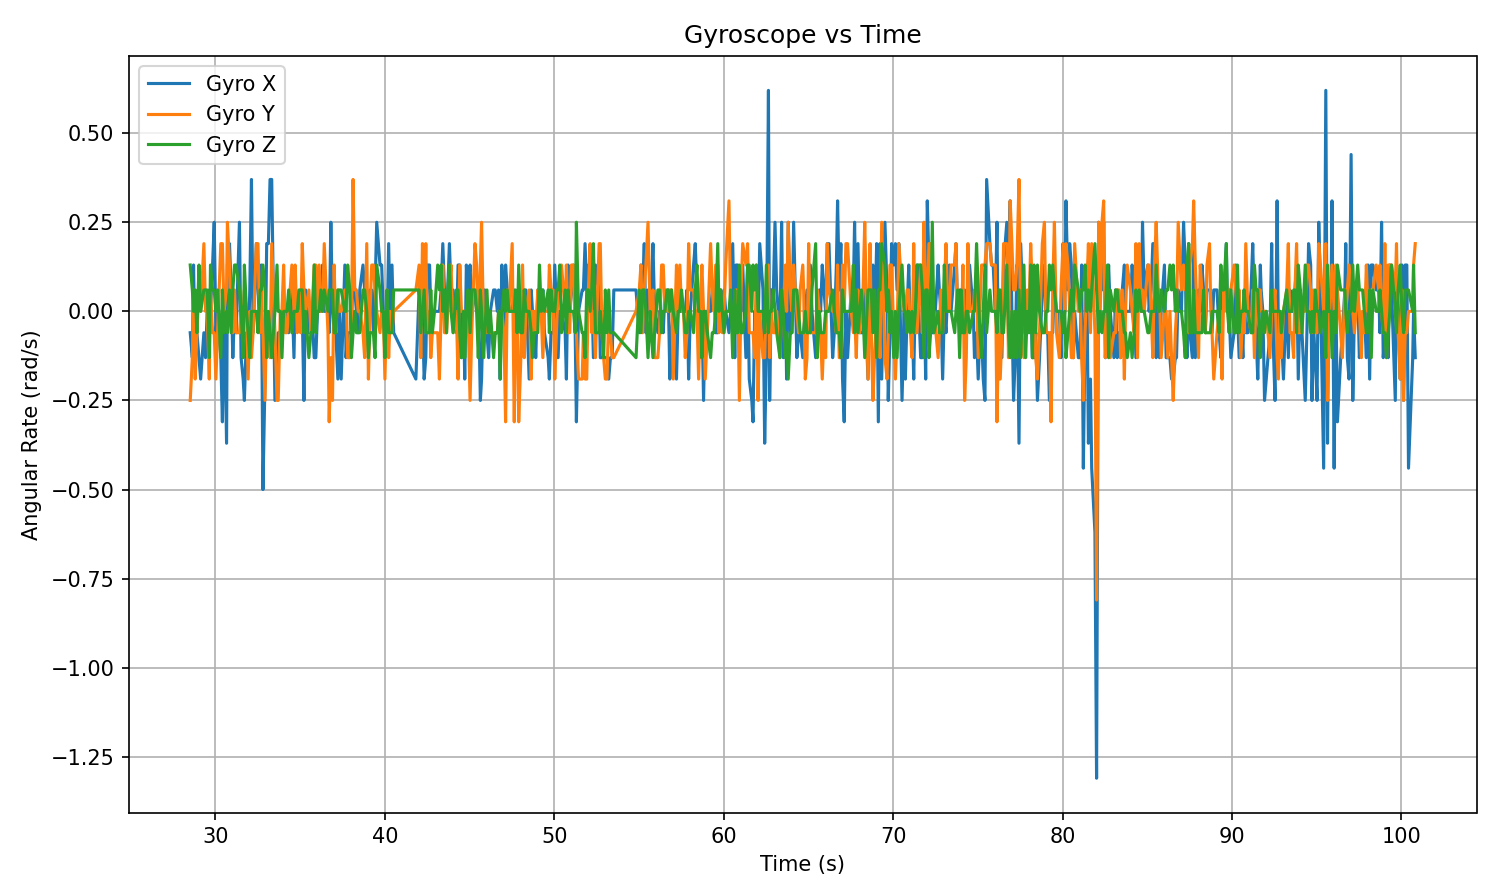 Gyroscope vs Time
Gyro X
Gyro Y
Gyro Z
0.50
0.25
0.00
−0.25
−0.50
−0.75
−1.00
−1.25
Angular Rate (rad/s)
30 40 50 60 70 80 90 100
Time (s)